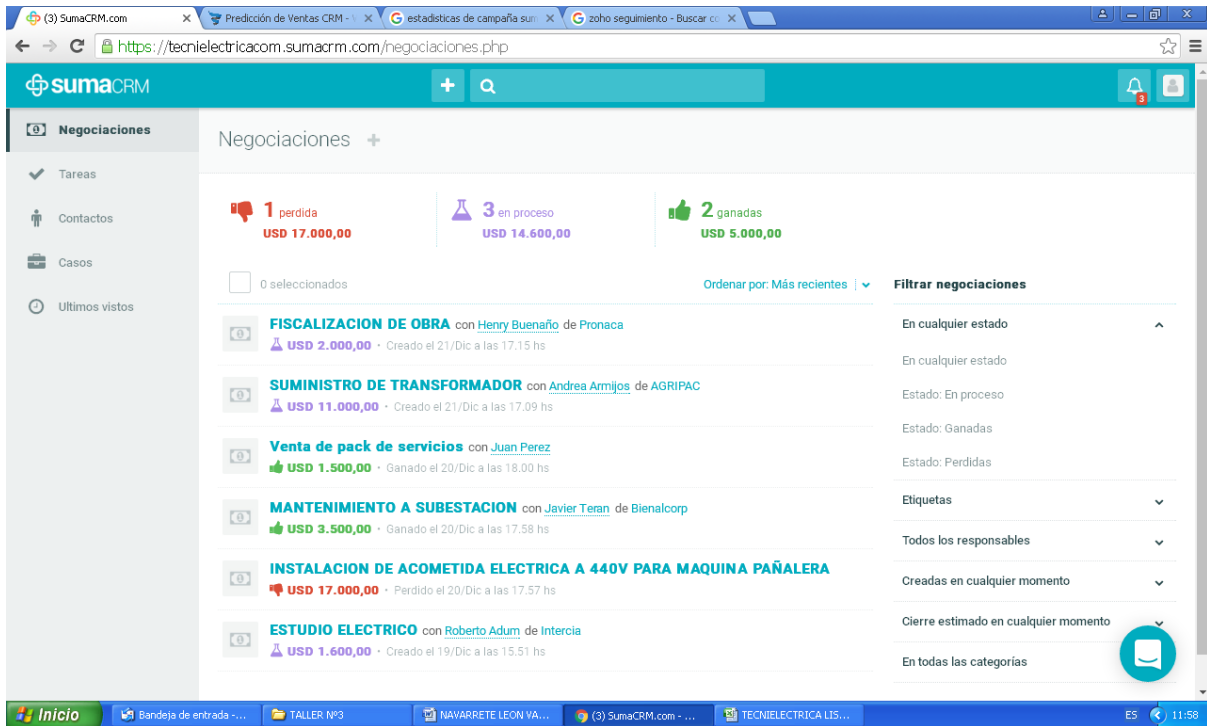 (3) SumaCRM.com
Predicción de Ventas CRM - \
estadisticas de campaña sum
zoho seguimiento - Buscar co
https://tecnielectricacom.sumacrm.com/negociaciones.php
sumaCRM
3
Negociaciones
Tareas
Contactos
Casos
Ultimos vistos
Negociaciones +
1 perdida
USD 17.000,00
3 en proceso
USD 14.600,00
2 ganadas
USD 5.000,00
0 seleccionados
Ordenar por: Más recientes
FISCALIZACION DE OBRA con Henry Buenaño de Pronaca
USD 2.000,00 · Creado el 21/Dic a las 17.15 hs
SUMINISTRO DE TRANSFORMADOR con Andrea Armijos de AGRIPAC
USD 11.000,00 · Creado el 21/Dic a las 17.09 hs
Venta de pack de servicios con Juan Perez
USD 1.500,00 · Ganado el 20/Dic a las 18.00 hs
MANTENIMIENTO A SUBESTACION con Javier Teran de Bienalcorp
USD 3.500,00 · Ganado el 20/Dic a las 17.58 hs
INSTALACION DE ACOMETIDA ELECTRICA A 440V PARA MAQUINA PAÑALERA
USD 17.000,00 · Perdido el 20/Dic a las 17.57 hs
ESTUDIO ELECTRICO con Roberto Adum de Intercia
USD 1.600,00 · Creado el 19/Dic a las 15.51 hs
Filtrar negociaciones
En cualquier estado
En cualquier estado
Estado: En proceso
Estado: Ganadas
Estado: Perdidas
Etiquetas
Todos los responsables
Creadas en cualquier momento
Cierre estimado en cualquier momento
En todas las categorías
Inicio
Bandeja de entrada -...
TALLER Nº3
NAVARRETE LEON VA...
(3) SumaCRM.com - ...
TECNIELECTRICA LIS...
ES
11:58